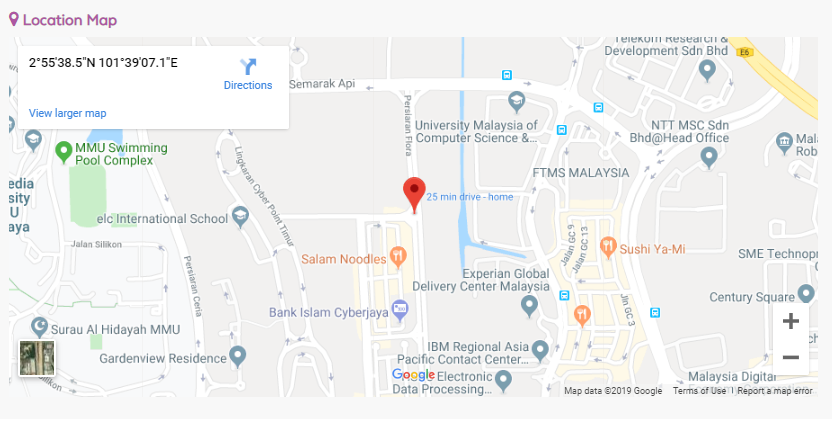 Location Map
2°55'38.5"N 101°39'07.1"E
Directions
View larger map
Telekom Research &
Development Sdn Bhd
E6
Semarak Api
Persiaran Flora
University Malaysia of
Computer Science &...
NTT MSC Sdn
Bhd@Head Office
MMU Swimming
Pool Complex
Lingkaran Cyber Point Timur
FTMS MALAYSIA
25 min drive - home
elc International School
Jalan GC 9
Jalan GC 13
Jalan Silikon
Salam Noodles
Sushi Ya-Mi
SME Technopr
Persiaran Ceria
Experian Global
Delivery Center Malaysia
Century Square
Jln GC 3
Bank Islam Cyberjaya
Surau Al Hidayah MMU
IBM Regional Asia
Pacific Contact Center...
Gardenview Residence
Google
Electronic
Data Processing...
Malaysia Digital
Map data ©2019 Google
Terms of Use
Report a map error